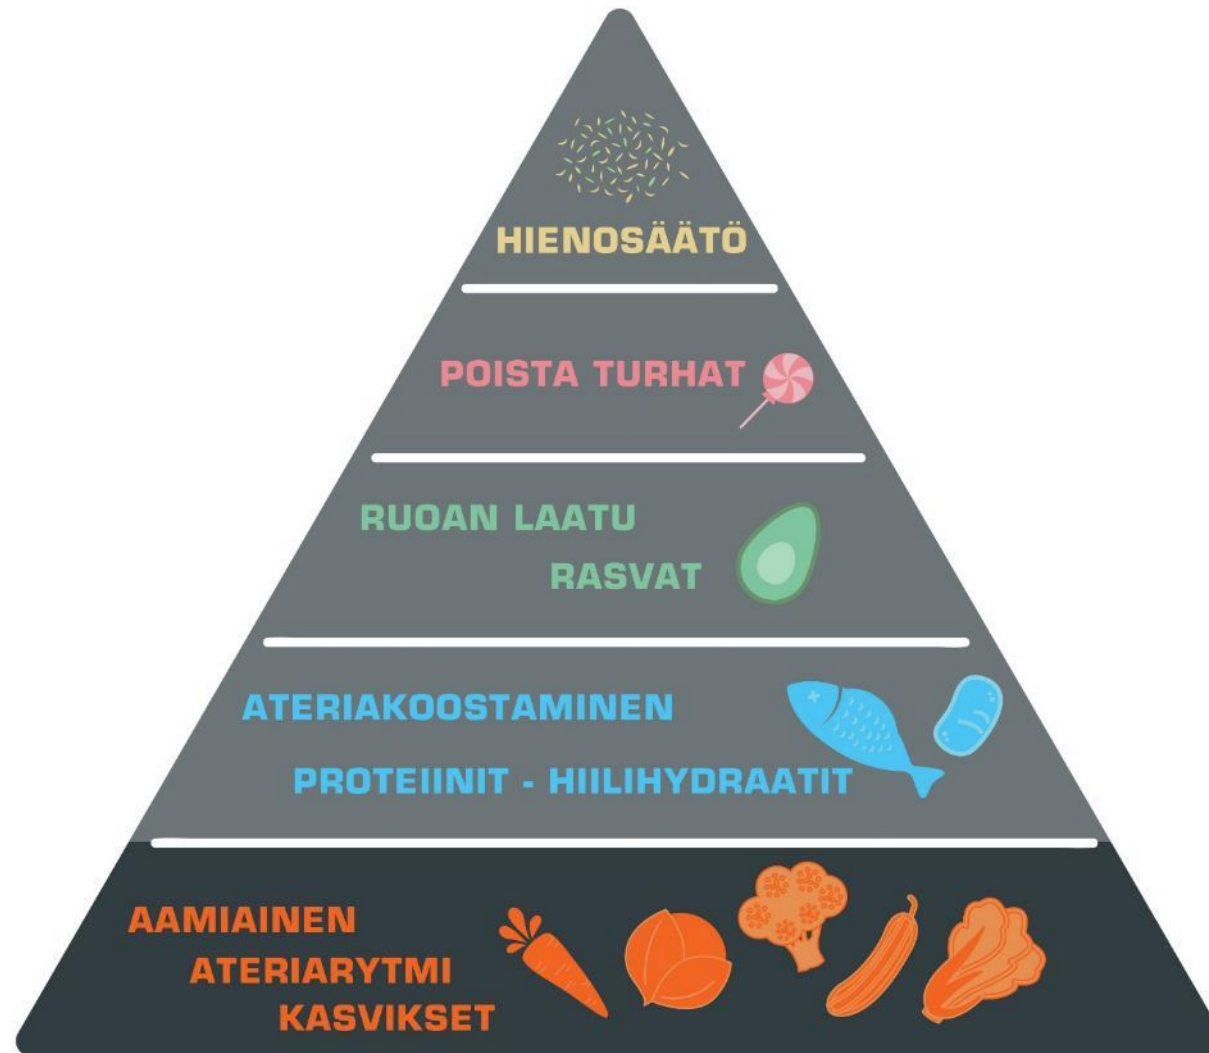 HIENOSÄÄTÖ
POISTA TURHAT
RUOAN LAATU
RASVAT
ATERIAKOOSTAMINEN
PROTEIINIT - HIILIHYDRAATIT
AAMIAINEN
ATERIARYTMI
KASVIKSET